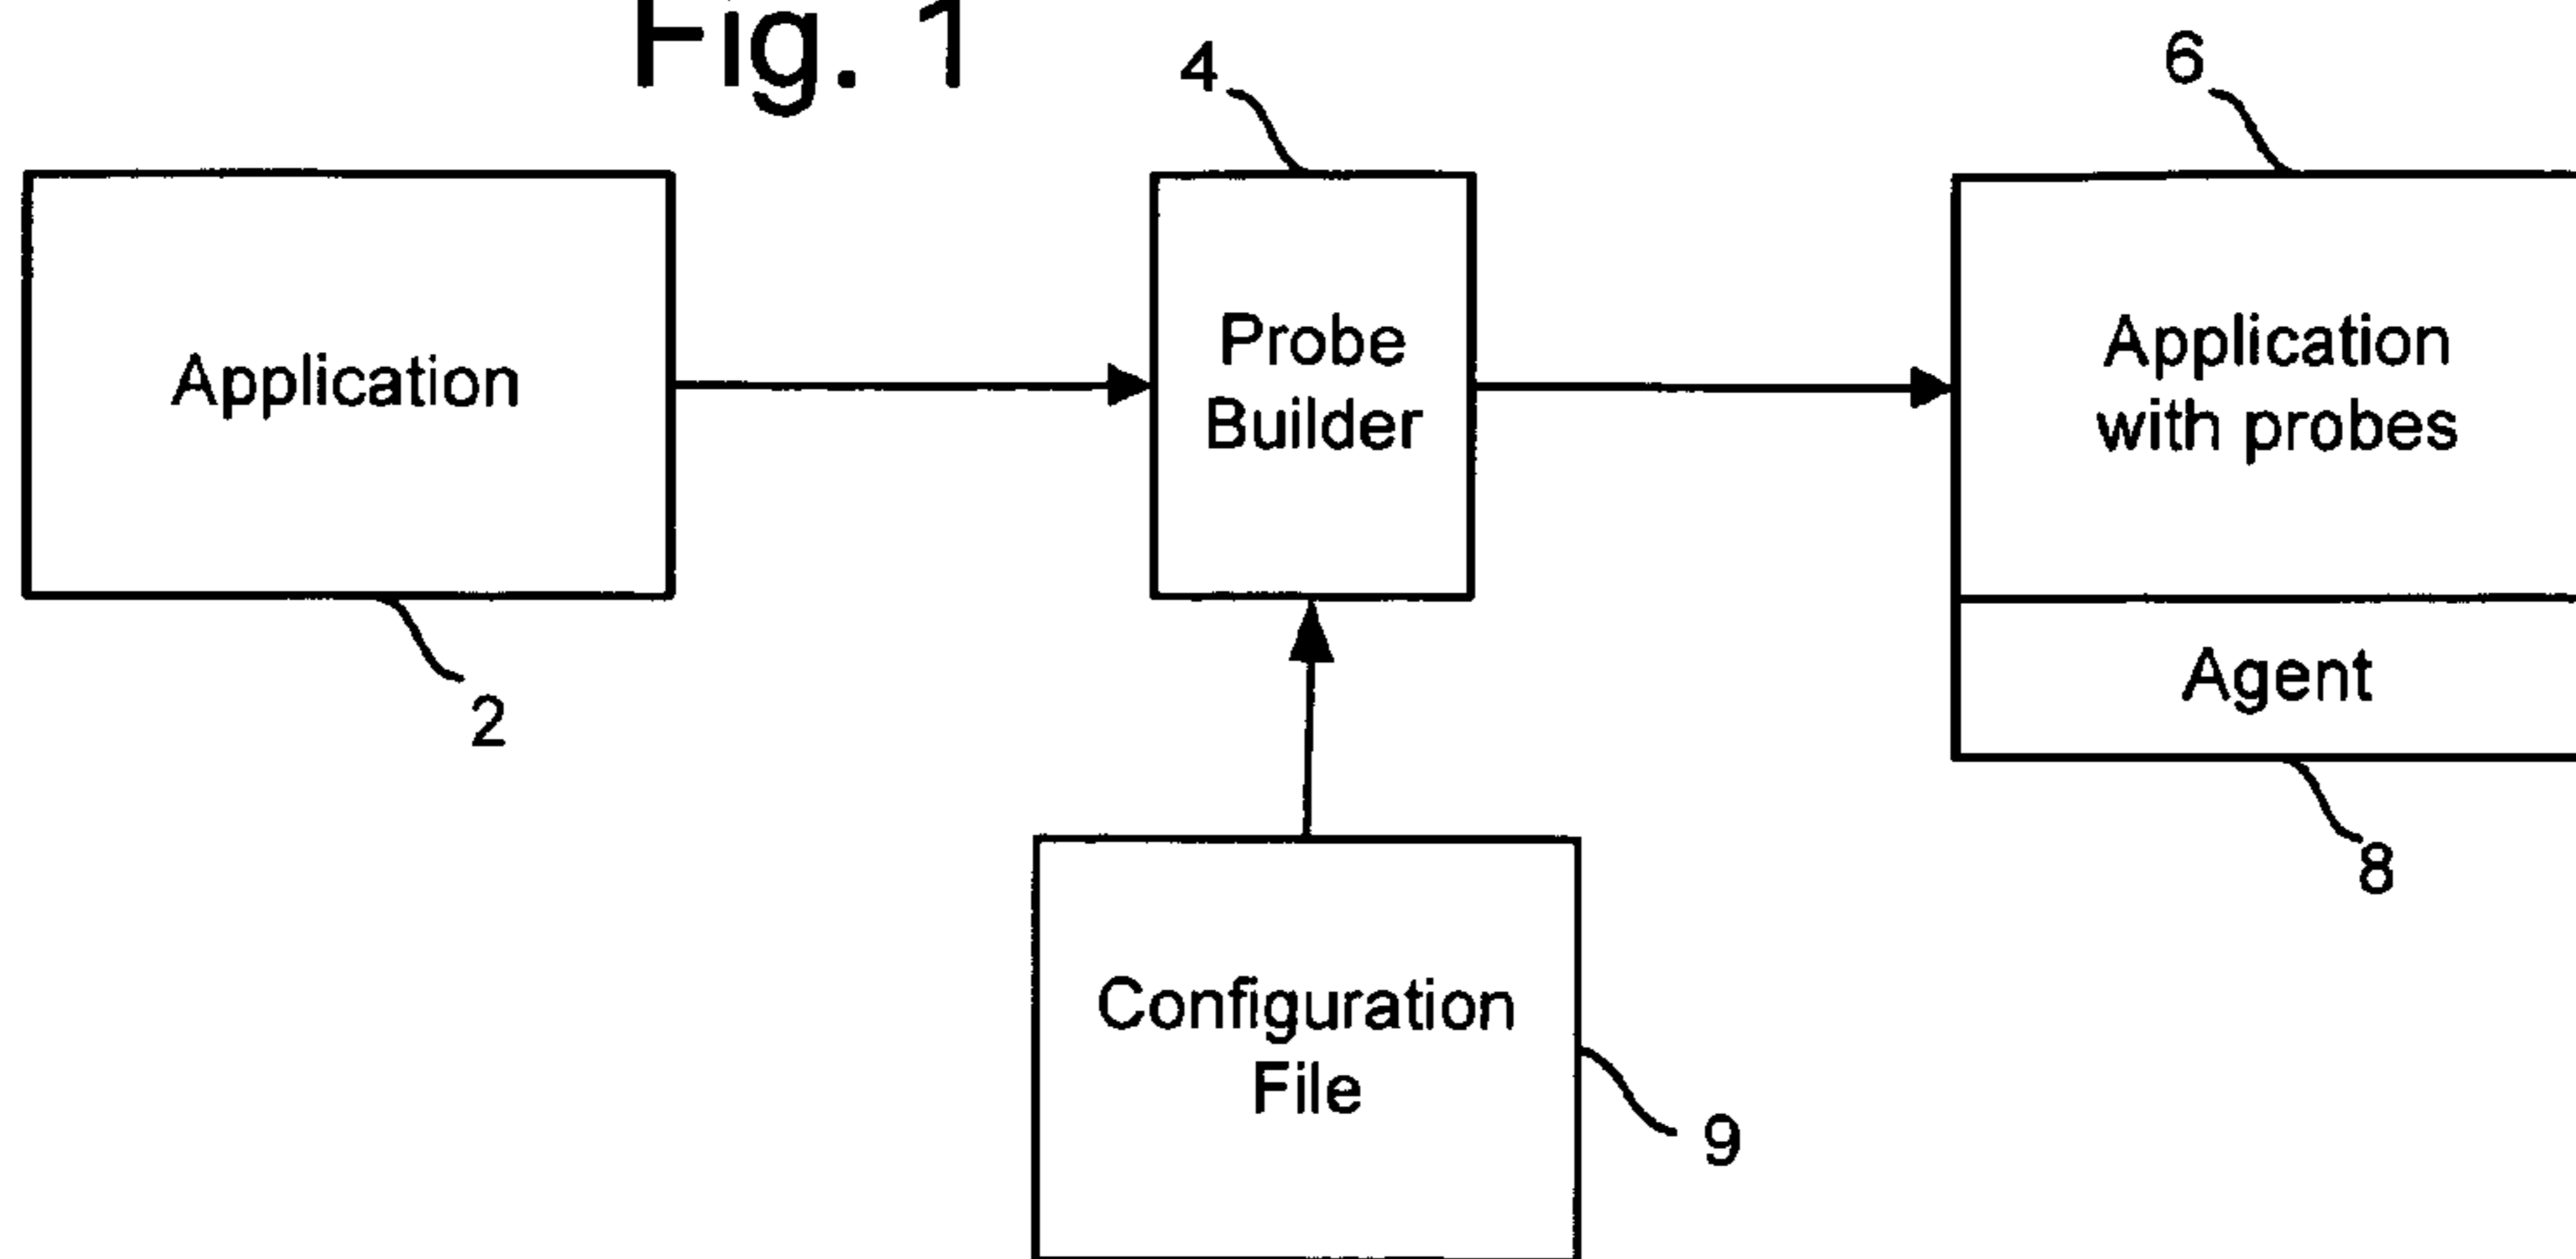 Fig. 1
4
6
Application
Probe
Builder
Application
with probes
Agent
2
8
Configuration
File
9